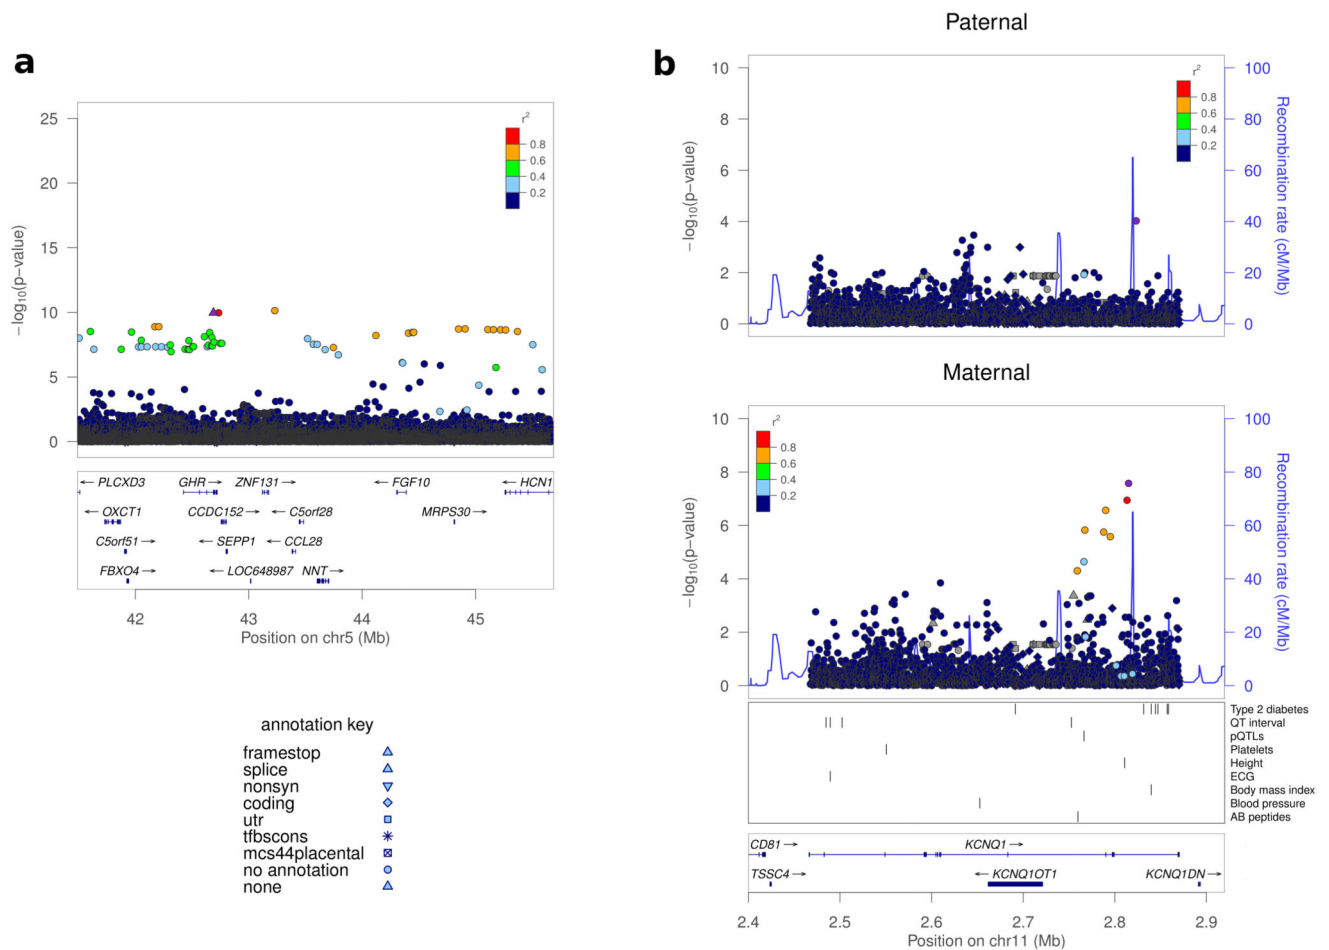 a
25
20
15
10
5
0
−log10(p−value)
r2
0.8
0.6
0.4
0.2
← PLCXD3
GHR →
ZNF131 →
← FGF10
← HCN1
← OXCT1
CCDC152 →
← C5orf28
MRPS30 →
C5orf51 →
← SEPP1
← CCL28
FBXO4 →
← LOC648987
NNT →
42
43
44
45
Position on chr5 (Mb)
annotation key
framestop
splice
nonsyn
coding
utr
tfbscons
mcs44placental
no annotation
none
b
Paternal
10
8
6
4
2
0
−log10(p−value)
r2
0.8
0.6
0.4
0.2
100
80
60
40
20
0
Recombination rate (cM/Mb)
Maternal
10
8
6
4
2
0
−log10(p−value)
r2
0.8
0.6
0.4
0.2
100
80
60
40
20
0
Recombination rate (cM/Mb)
Type 2 diabetes
QT interval
pQTLs
Platelets
Height
ECG
Body mass index
Blood pressure
AB peptides
CD81 →
KCNQ1 →
TSSC4 →
← KCNQ1OT1
KCNQ1DN →
2.4
2.5
2.6
2.7
2.8
2.9
Position on chr11 (Mb)